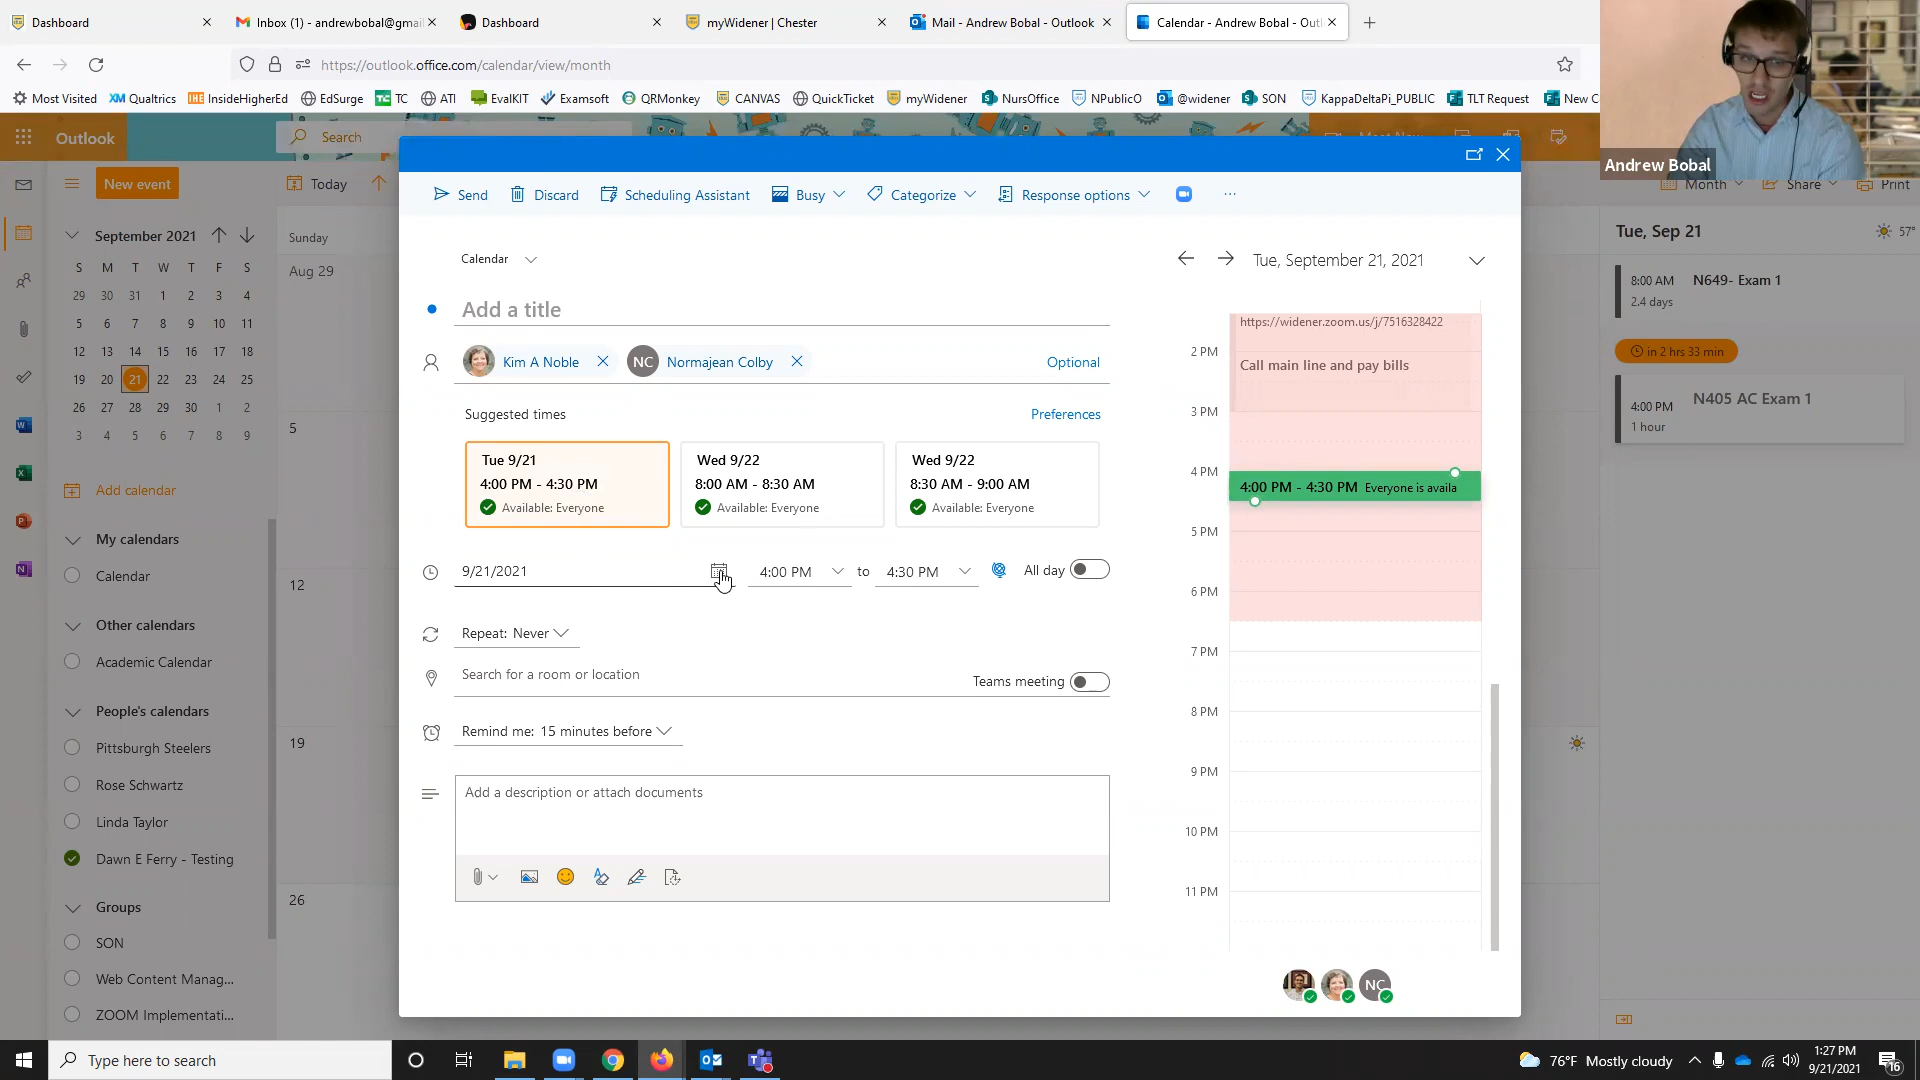 Dashboard
Inbox (1) - andrewbobal@gmai
Dashboard
myWidener | Chester
Mail - Andrew Bobal - Outlook
Calendar - Andrew Bobal - Out
https://outlook.office.com/calendar/view/month
Most Visited
Qualtrics
InsideHigherEd
EdSurge
TC
ATI
EvalKIT
Examsoft
QRMonkey
CANVAS
QuickTicket
myWidener
NursOffice
NPublicO
@widener
SON
KappaDeltaPi_PUBLIC
TLT Request
New C
Andrew Bobal
Outlook
Search
Meet Now
New event
Today
Month
Share
Print
Send
Discard
Scheduling Assistant
Busy
Categorize
Response options
September 2021
S M T W T F S
29 30 31 1 2 3 4
5 6 7 8 9 10 11
12 13 14 15 16 17 18
19 20 21 22 23 24 25
26 27 28 29 30 1 2
3 4 5 6 7 8 9
Add calendar
My calendars
Calendar
Other calendars
Academic Calendar
People's calendars
Pittsburgh Steelers
Rose Schwartz
Linda Taylor
Dawn E Ferry - Testing
Groups
SON
Web Content Manag...
ZOOM Implementati...
Sunday
Aug 29
5
12
19
26
Calendar
Add a title
Kim A Noble
NC
Normajean Colby
Optional
Suggested times
Preferences
Tue 9/21
4:00 PM - 4:30 PM
Available: Everyone
Wed 9/22
8:00 AM - 8:30 AM
Available: Everyone
Wed 9/22
8:30 AM - 9:00 AM
Available: Everyone
9/21/2021
4:00 PM
to
4:30 PM
All day
Repeat: Never
Search for a room or location
Teams meeting
Remind me: 15 minutes before
Add a description or attach documents
Tue, September 21, 2021
https://widener.zoom.us/j/7516328422
2 PM
Call main line and pay bills
3 PM
4 PM
4:00 PM - 4:30 PM Everyone is availa
5 PM
6 PM
7 PM
8 PM
9 PM
10 PM
11 PM
NC
Tue, Sep 21
57°
8:00 AM N649- Exam 1
2.4 days
in 2 hrs 33 min
4:00 PM N405 AC Exam 1
1 hour
Type here to search
76°F Mostly cloudy
1:27 PM
9/21/2021
16